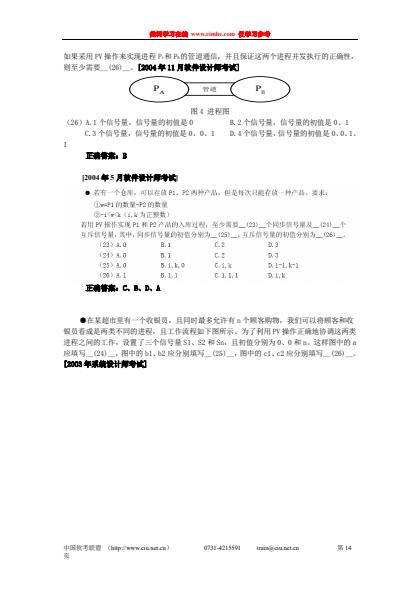 美河学习在线 www.eimhe.com 仅学习参考
如果采用 PV 操作来实现进程 PA和 PB的管道通信，并且保证这两个进程并发执行的正确性，
则至少需要__(26)__。[2004 年 11 月软件设计师考试]
PA 管道 PB
图 4 进程图
（26）A.1 个信号量，信号量的初值是 0 B.2 个信号量，信号量的初值是 0、1
C.3 个信号量，信号量的初值是 0、0、1 D.4 个信号量，信号量的初值是 0、0、1、
1
正确答案：B
[2004 年 5 月软件设计师考试]
● 若有一个仓库，可以存放 P1、P2 两种产品，但是每次只能存放一种产品。要求：
①w=P1 的数量-P2 的数量
②-i<w<k (i,k 为正整数)
若用 PV 操作实现 P1 和 P2 产品的入库过程，至少需要__(23)__个同步信号量及__(24)__个
互斥信号量，其中，同步信号量的初值分别为__(25)__，互斥信号量的初值分别为__(26)__。
(23)A.0 B.1 C.2 D.3
(24)A.0 B.1 C.2 D.3
(25)A.0 B.i,k,0 C.i,k D.i-1,k-1
(26)A.1 B.1,1 C.1,1,1 D.i,k
正确答案：C、B、D、A
●在某超市里有一个收银员，且同时最多允许有 n 个顾客购物，我们可以将顾客和收
银员看成是两类不同的进程，且工作流程如下图所示。为了利用 PV 操作正确地协调这两类
进程之间的工作，设置了三个信号量 S1、S2 和 Sn，且初值分别为 0、0 和 n。这样图中的 a
应填写__(24)__，图中的 b1、b2 应分别填写__(25)__，图中的 c1、c2 应分别填写__(26)__。
[2003 年系统设计师考试]
中国软考联盟 （http://www.ciu.net.cn） 0731-4215591 train@ciu.net.cn 第 14
页